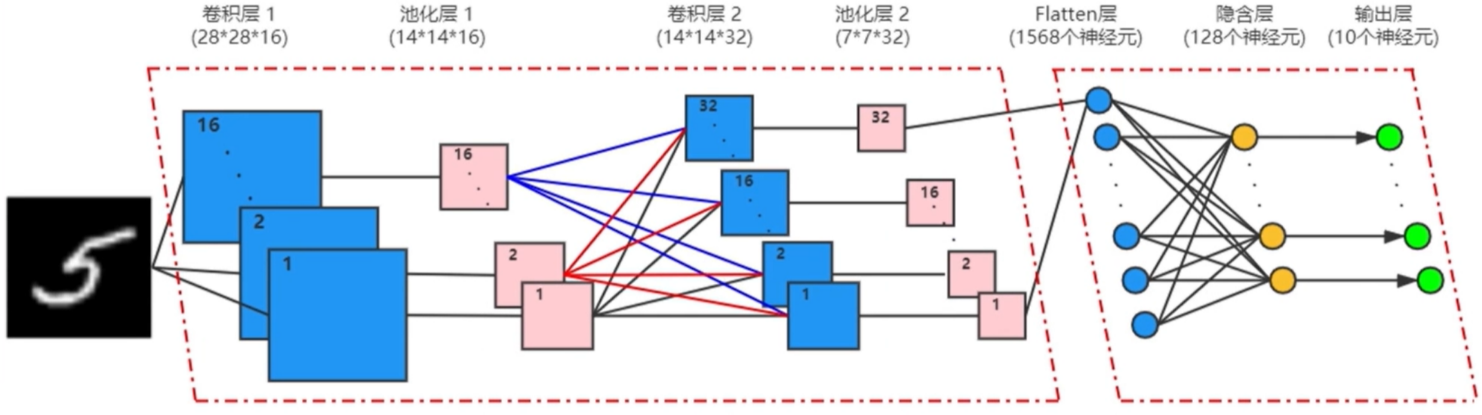 卷积层 1
(28*28*16)
池化层 1
(14*14*16)
卷积层 2
(14*14*32)
池化层 2
(7*7*32)
Flatten层
(1568个神经元)
隐含层
(128个神经元)
输出层
(10个神经元)
16
2
1
16
2
1
32
16
2
1
32
16
2
1